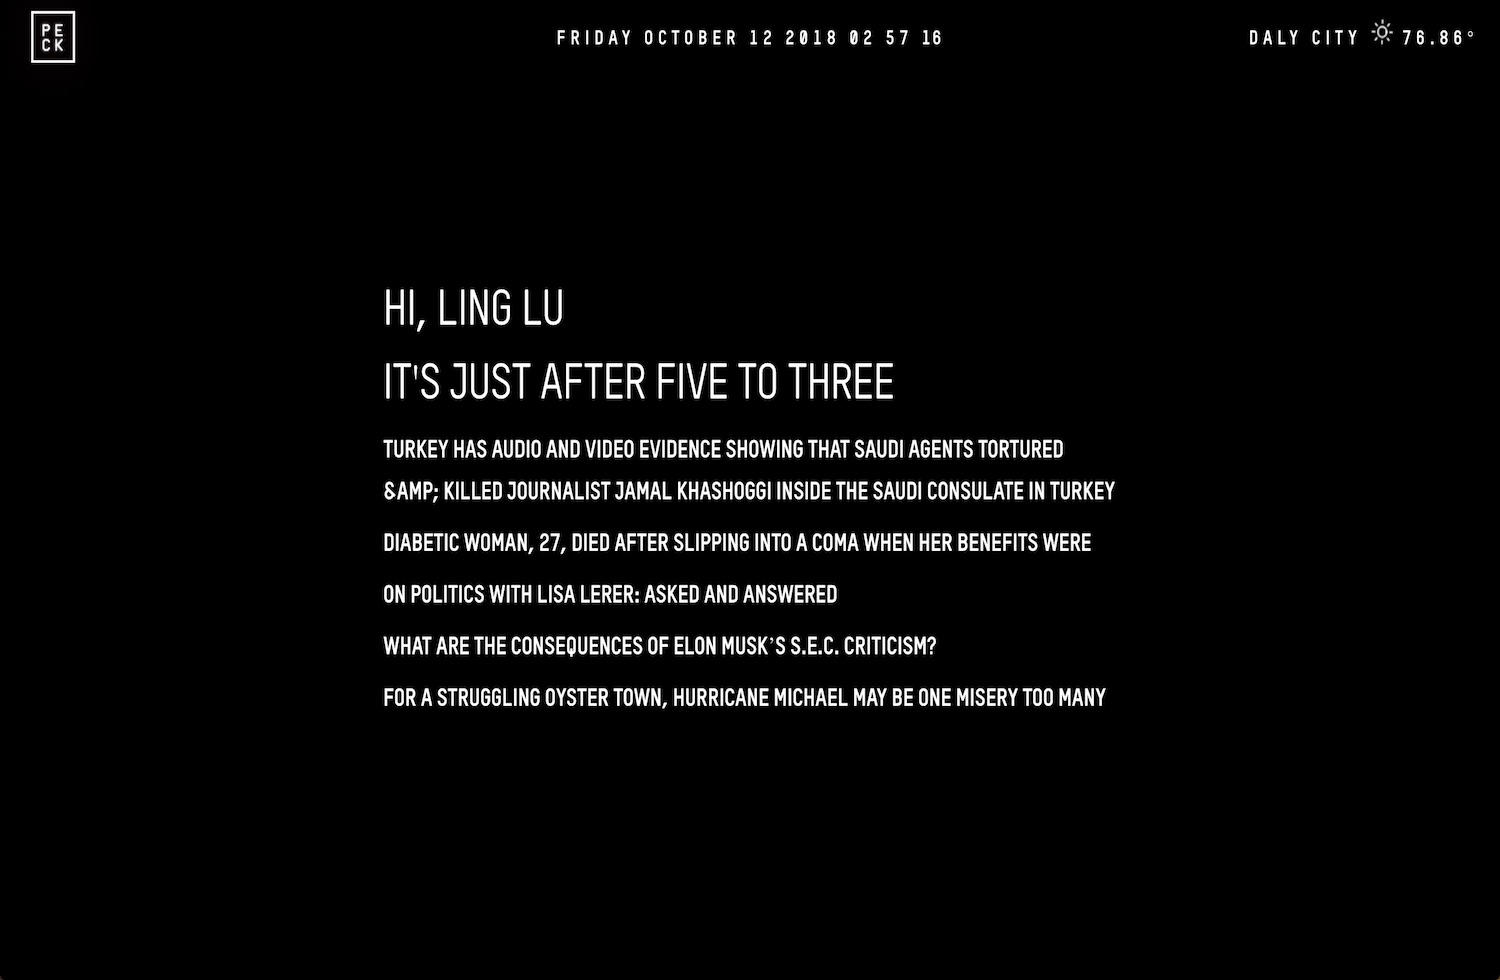 PE
CK
FRIDAY OCTOBER 12 2018 02 57 16
DALY CITY 76.86°
HI, LING LU
IT'S JUST AFTER FIVE TO THREE
TURKEY HAS AUDIO AND VIDEO EVIDENCE SHOWING THAT SAUDI AGENTS TORTURED
&AMP; KILLED JOURNALIST JAMAL KHASHOGGI INSIDE THE SAUDI CONSULATE IN TURKEY
DIABETIC WOMAN, 27, DIED AFTER SLIPPING INTO A COMA WHEN HER BENEFITS WERE
ON POLITICS WITH LISA LERER: ASKED AND ANSWERED
WHAT ARE THE CONSEQUENCES OF ELON MUSK’S S.E.C. CRITICISM?
FOR A STRUGGLING OYSTER TOWN, HURRICANE MICHAEL MAY BE ONE MISERY TOO MANY